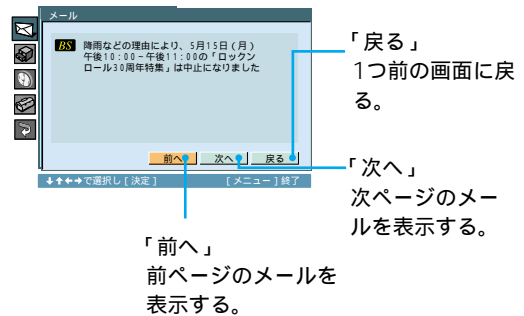 メール
BS 降雨などの理由により、5月15日(月)
午後10:00-午後11:00の「ロックン
ロール30周年特集」は中止になりました
前へ 次へ 戻る
↓↑←→で選択し[決定] [メニュー]終了
「戻る」
1つ前の画面に戻
る。
「次へ」
次ページのメー
ルを表示する。
「前へ」
前ページのメールを
表示する。